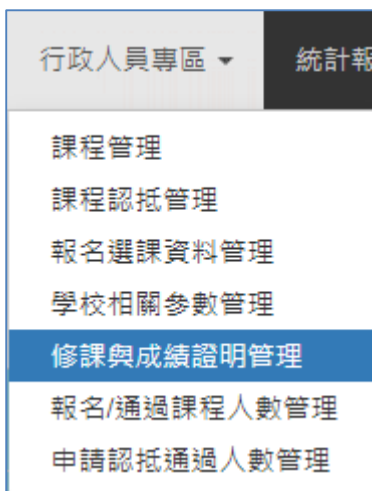 行政人員專區 統計報
課程管理
課程認抵管理
報名選課資料管理
學校相關參數管理
修課與成績證明管理
報名/通過課程人數管理
申請認抵通過人數管理